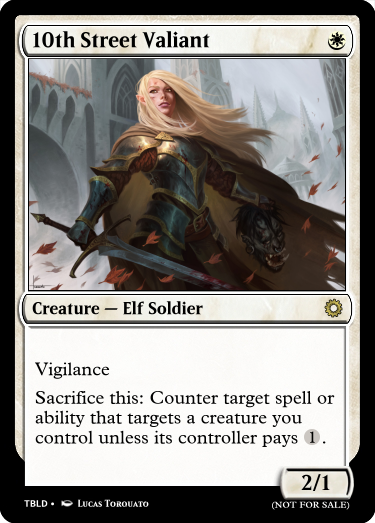 10th Street Valiant
Creature — Elf Soldier
Vigilance
Sacrifice this: Counter target spell or
ability that targets a creature you
control unless its controller pays 1.
2/1
TBLD • Lucas Torquato
(NOT FOR SALE)